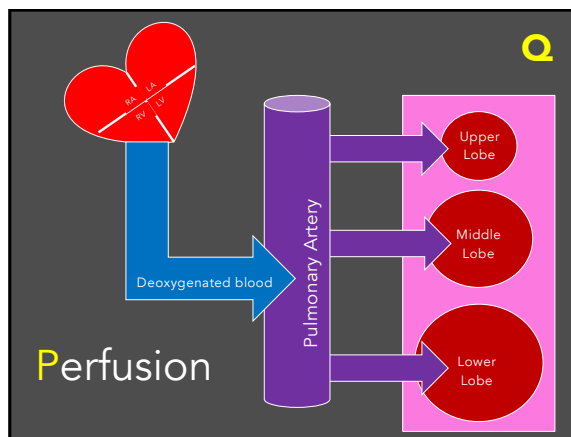 Q
RA LA
RV LV
Upper
Lobe
Middle
Lobe
Pulmonary Artery
Deoxygenated blood
Perfusion
Lower
Lobe